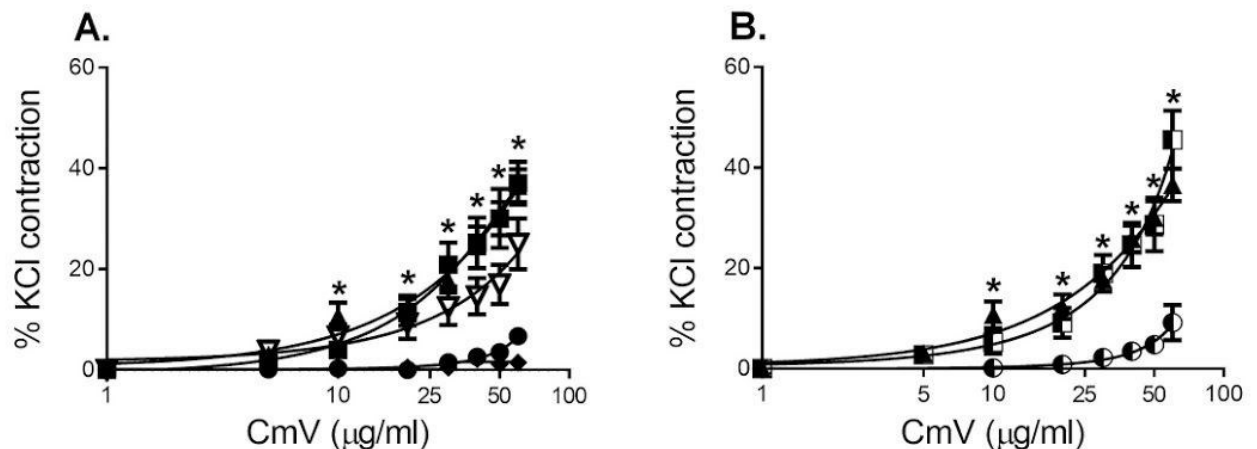 A.
60
40
20
0
% KCl contraction
* * * * * *
1 10 25 50 100
CmV (μg/ml)
B.
60
40
20
0
% KCl contraction
* * * * * *
1 5 10 25 50 100
CmV (μg/ml)